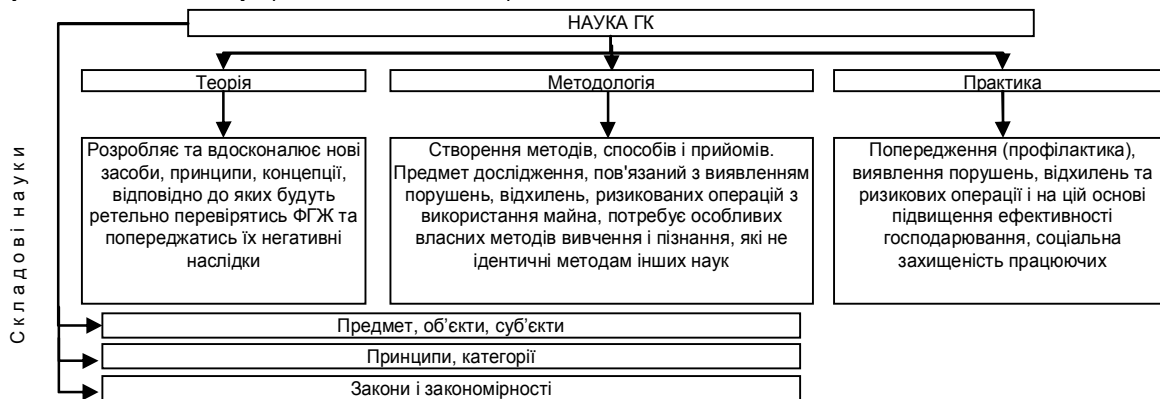 НАУКА ГК
Теорія
Методологія
Практика
Розробляє та вдосконалює нові
засоби, принципи, концепції,
відповідно до яких будуть
ретельно перевірятись ФГЖ та
попереджатись їх негативні
наслідки
Створення методів, способів і прийомів.
Предмет дослідження, пов'язаний з виявленням
порушень, відхилень, ризикованих операцій з
використання майна, потребує особливих
власних методів вивчення і пізнання, які не
ідентичні методам інших наук
Попередження (профілактика),
виявлення порушень, відхилень та
ризикових операції і на цій основі
підвищення ефективності
господарювання, соціальна
захищеність працюючих
Складові науки
Предмет, об’єкти, суб’єкти
Принципи, категорії
Закони і закономірності